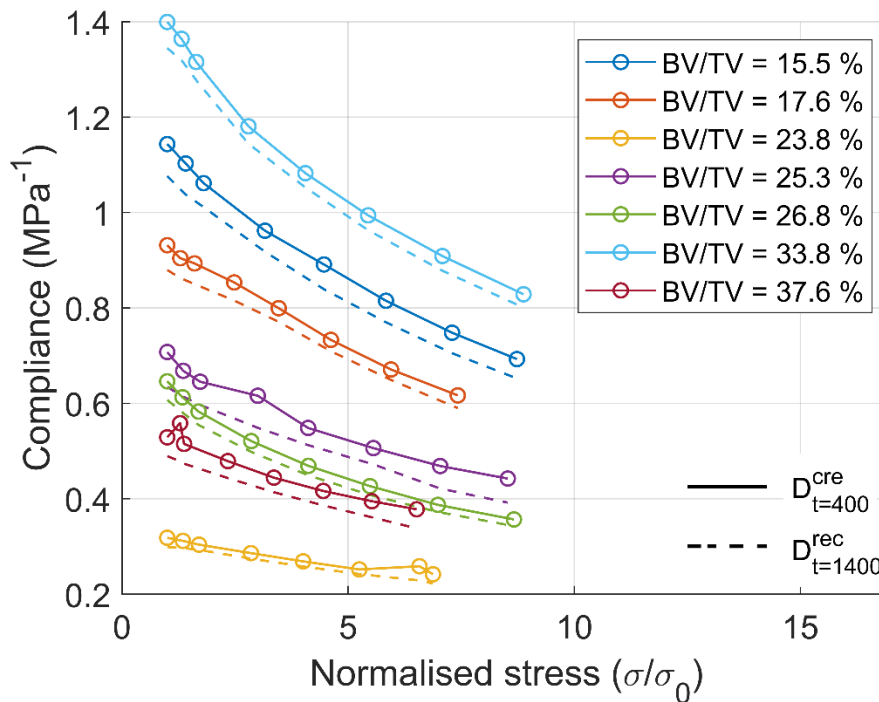 1.4
1.2
1
0.8
0.6
0.4
0.2
Compliance (MPa⁻¹)
0
5
10
15
Normalised stress (σ/σ₀)
BV/TV = 15.5 %
BV/TV = 17.6 %
BV/TV = 23.8 %
BV/TV = 25.3 %
BV/TV = 26.8 %
BV/TV = 33.8 %
BV/TV = 37.6 %
D^cre_t=400
D^rec_t=1400